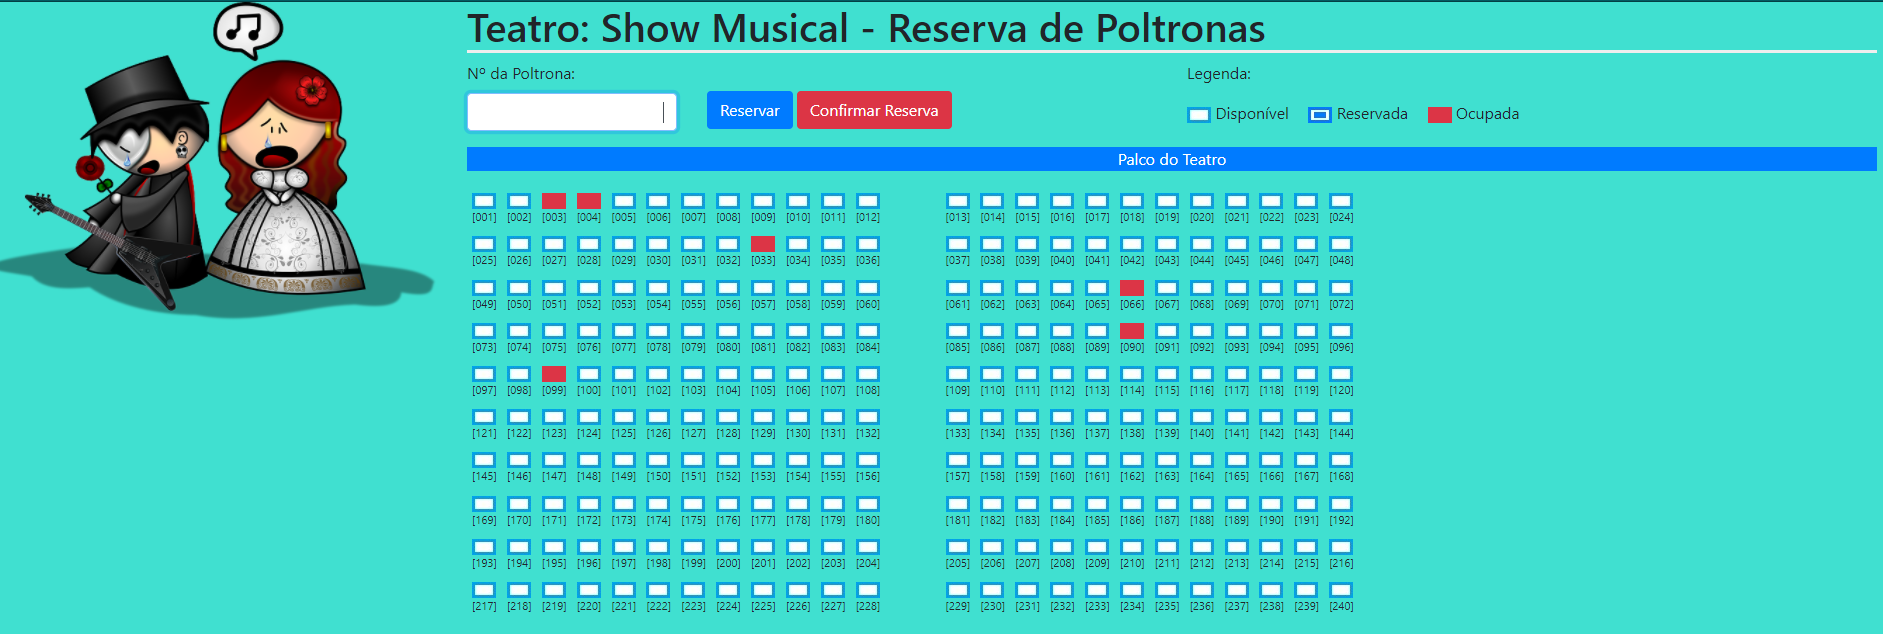 Teatro: Show Musical - Reserva de Poltronas
Nº da Poltrona:
Legenda:
Reservar Confirmar Reserva
Disponível Reservada Ocupada
Palco do Teatro
[001] [002] [003] [004] [005] [006] [007] [008] [009] [010] [011] [012] [013] [014] [015] [016] [017] [018] [019] [020] [021] [022] [023] [024]
[025] [026] [027] [028] [029] [030] [031] [032] [033] [034] [035] [036] [037] [038] [039] [040] [041] [042] [043] [044] [045] [046] [047] [048]
[049] [050] [051] [052] [053] [054] [055] [056] [057] [058] [059] [060] [061] [062] [063] [064] [065] [066] [067] [068] [069] [070] [071] [072]
[073] [074] [075] [076] [077] [078] [079] [080] [081] [082] [083] [084] [085] [086] [087] [088] [089] [090] [091] [092] [093] [094] [095] [096]
[097] [098] [099] [100] [101] [102] [103] [104] [105] [106] [107] [108] [109] [110] [111] [112] [113] [114] [115] [116] [117] [118] [119] [120]
[121] [122] [123] [124] [125] [126] [127] [128] [129] [130] [131] [132] [133] [134] [135] [136] [137] [138] [139] [140] [141] [142] [143] [144]
[145] [146] [147] [148] [149] [150] [151] [152] [153] [154] [155] [156] [157] [158] [159] [160] [161] [162] [163] [164] [165] [166] [167] [168]
[169] [170] [171] [172] [173] [174] [175] [176] [177] [178] [179] [180] [181] [182] [183] [184] [185] [186] [187] [188] [189] [190] [191] [192]
[193] [194] [195] [196] [197] [198] [199] [200] [201] [202] [203] [204] [205] [206] [207] [208] [209] [210] [211] [212] [213] [214] [215] [216]
[217] [218] [219] [220] [221] [222] [223] [224] [225] [226] [227] [228] [229] [230] [231] [232] [233] [234] [235] [236] [237] [238] [239] [240]